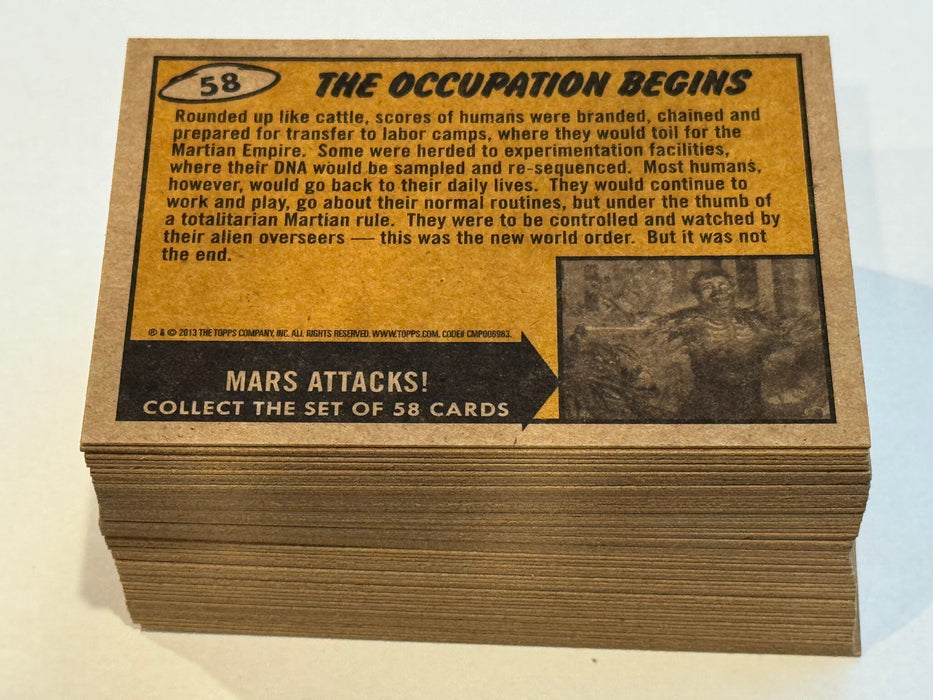 58
THE OCCUPATION BEGINS
Rounded up like cattle, scores of humans were branded, chained and
prepared for transfer to labor camps, where they would toil for the
Martian Empire. Some were herded to experimentation facilities,
where their DNA would be sampled and re-sequenced. Most humans,
however, would go back to their daily lives. They would continue to
work and play, go about their normal routines, but under the thumb of
a totalitarian Martian rule. They were to be controlled and watched by
their alien overseers — this was the new world order. But it was not
the end.
® & © 2013 THE TOPPS COMPANY, INC. ALL RIGHTS RESERVED. WWW.TOPPS.COM. CODE# CMP006983.
MARS ATTACKS!
COLLECT THE SET OF 58 CARDS